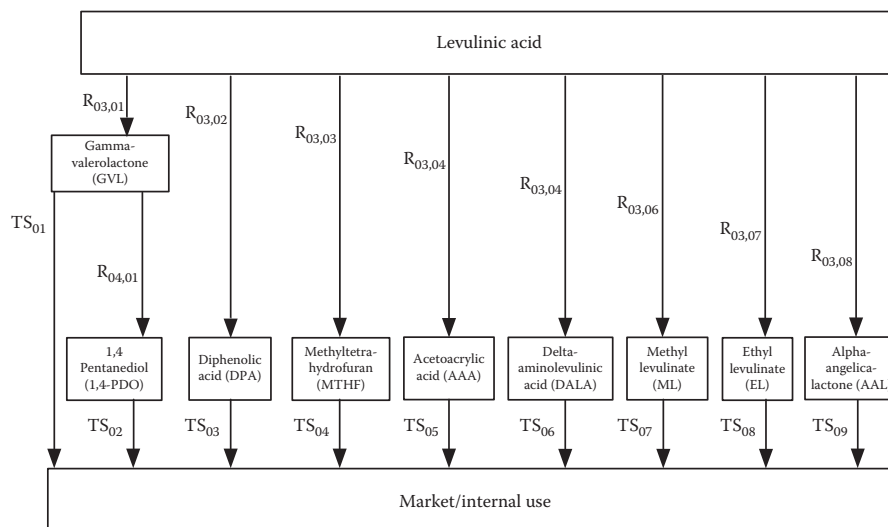 Levulinic acid
R03,01
R03,02
R03,03
R03,04
R03,04
R03,06
R03,07
R03,08
Gamma-
valerolactone
(GVL)
TS01
R04,01
1,4
Pentanediol
(1,4-PDO)
Diphenolic
acid (DPA)
Methyltetra-
hydrofuran
(MTHF)
Acetoacrylic
acid (AAA)
Delta-
aminolevulinic
acid (DALA)
Methyl
levulinate
(ML)
Ethyl
levulinate
(EL)
Alpha-
angelica-
lactone (AAL)
TS02
TS03
TS04
TS05
TS06
TS07
TS08
TS09
Market/internal use